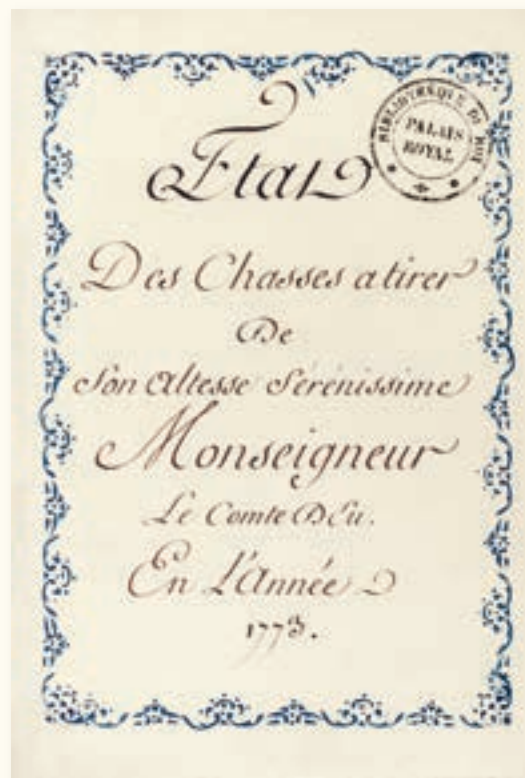 Etat
BIBLIOTHEQUE DU ROI
PALAIS
ROYAL
Des Chasses a tirer
De
Son Altesse Sérénissime
Monseigneur
Le Comte D'Eu.
En L'Année
1773.